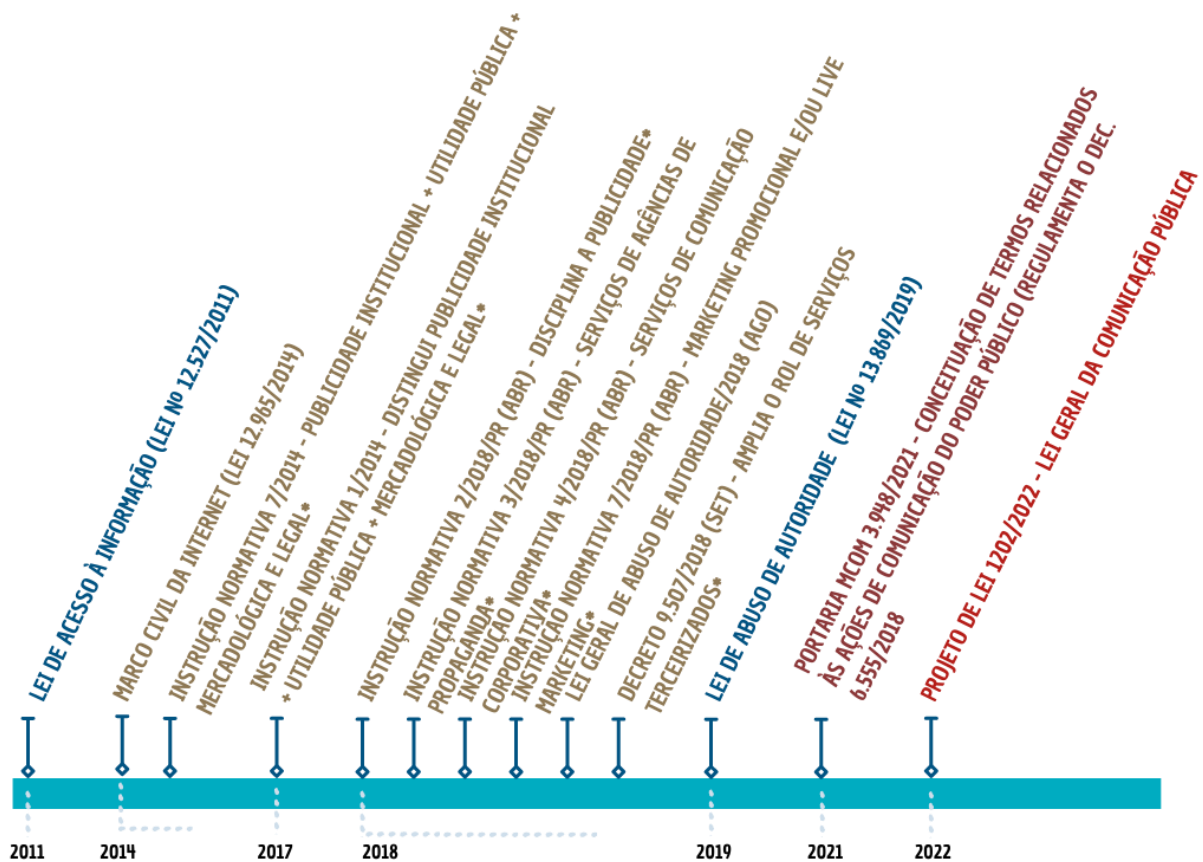 LEI DE ACESSO À INFORMAÇÃO (LEI Nº 12.527/2011)
MARCO CIVIL DA INTERNET (LEI 12.965/2014)
INSTRUÇÃO NORMATIVA 7/2014 - PUBLICIDADE INSTITUCIONAL + UTILIDADE PÚBLICA +
MERCADOLÓGICA E LEGAL*
INSTRUÇÃO NORMATIVA 1/2014 - DISTINGUI PUBLICIDADE INSTITUCIONAL
+ UTILIDADE PÚBLICA + MERCADOLÓGICA E LEGAL*
INSTRUÇÃO NORMATIVA 2/2018/PR (ABR) - DISCIPLINA A PUBLICIDADE*
INSTRUÇÃO NORMATIVA 3/2018/PR (ABR) - SERVIÇOS DE AGÊNCIAS DE
PROPAGANDA*
INSTRUÇÃO NORMATIVA 4/2018/PR (ABR) - SERVIÇOS DE COMUNICAÇÃO
CORPORATIVA*
INSTRUÇÃO NORMATIVA 7/2018/PR (ABR) - MARKETING PROMOCIONAL E/OU LIVE
MARKETING*
LEI GERAL DE ABUSO DE AUTORIDADE/2018 (AGO)
DECRETO 9.507/2018 (SET) - AMPLIA O ROL DE SERVIÇOS
TERCEIRIZADOS*
LEI DE ABUSO DE AUTORIDADE (LEI Nº 13.869/2019)
PORTARIA MCOM 3.948/2021 - CONCEITUAÇÃO DE TERMOS RELACIONADOS
ÀS AÇÕES DE COMUNICAÇÃO DO PODER PÚBLICO (REGULAMENTA O DEC.
6.555/2018
PROJETO DE LEI 1202/2022 - LEI GERAL DA COMUNICAÇÃO PÚBLICA
2011
2014
2017
2018
2019
2021
2022